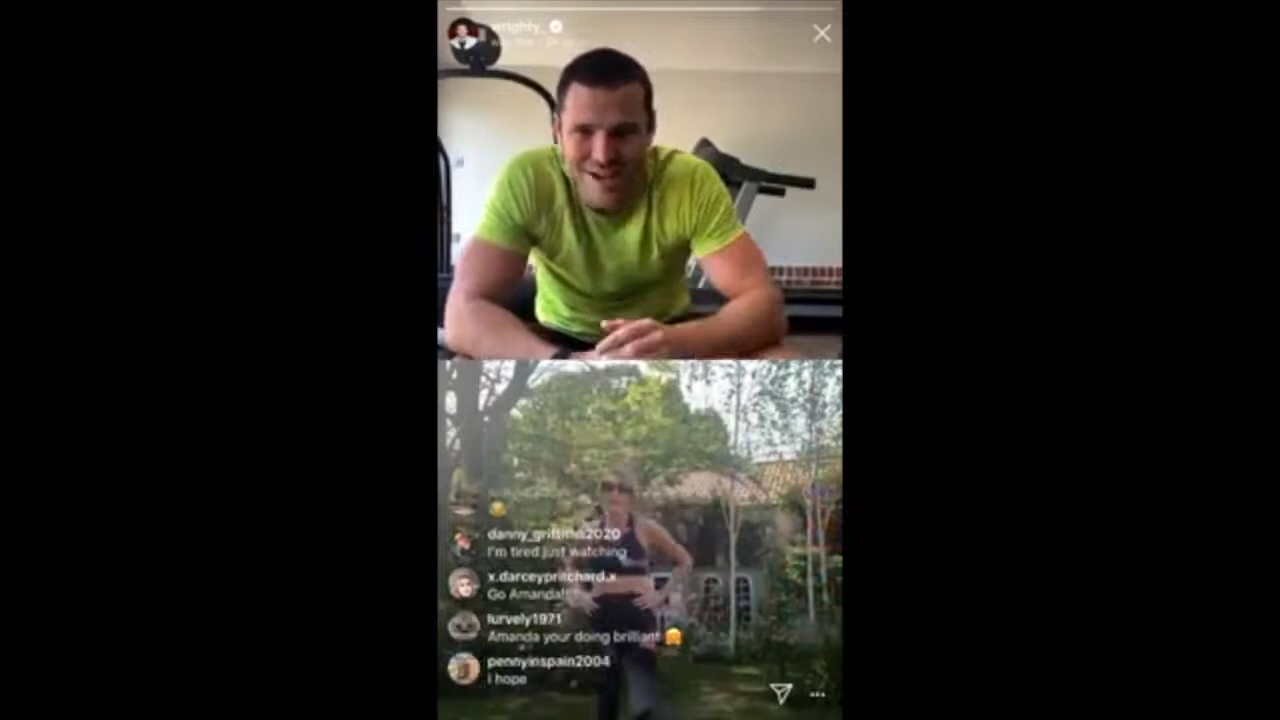 danny_griffiths2020
I'm tired just watching
x.darceypritchard.x
Go Amanda!!
lurvely1971
Amanda your doing brilliant 🤗
pennyinspain2004
I hope